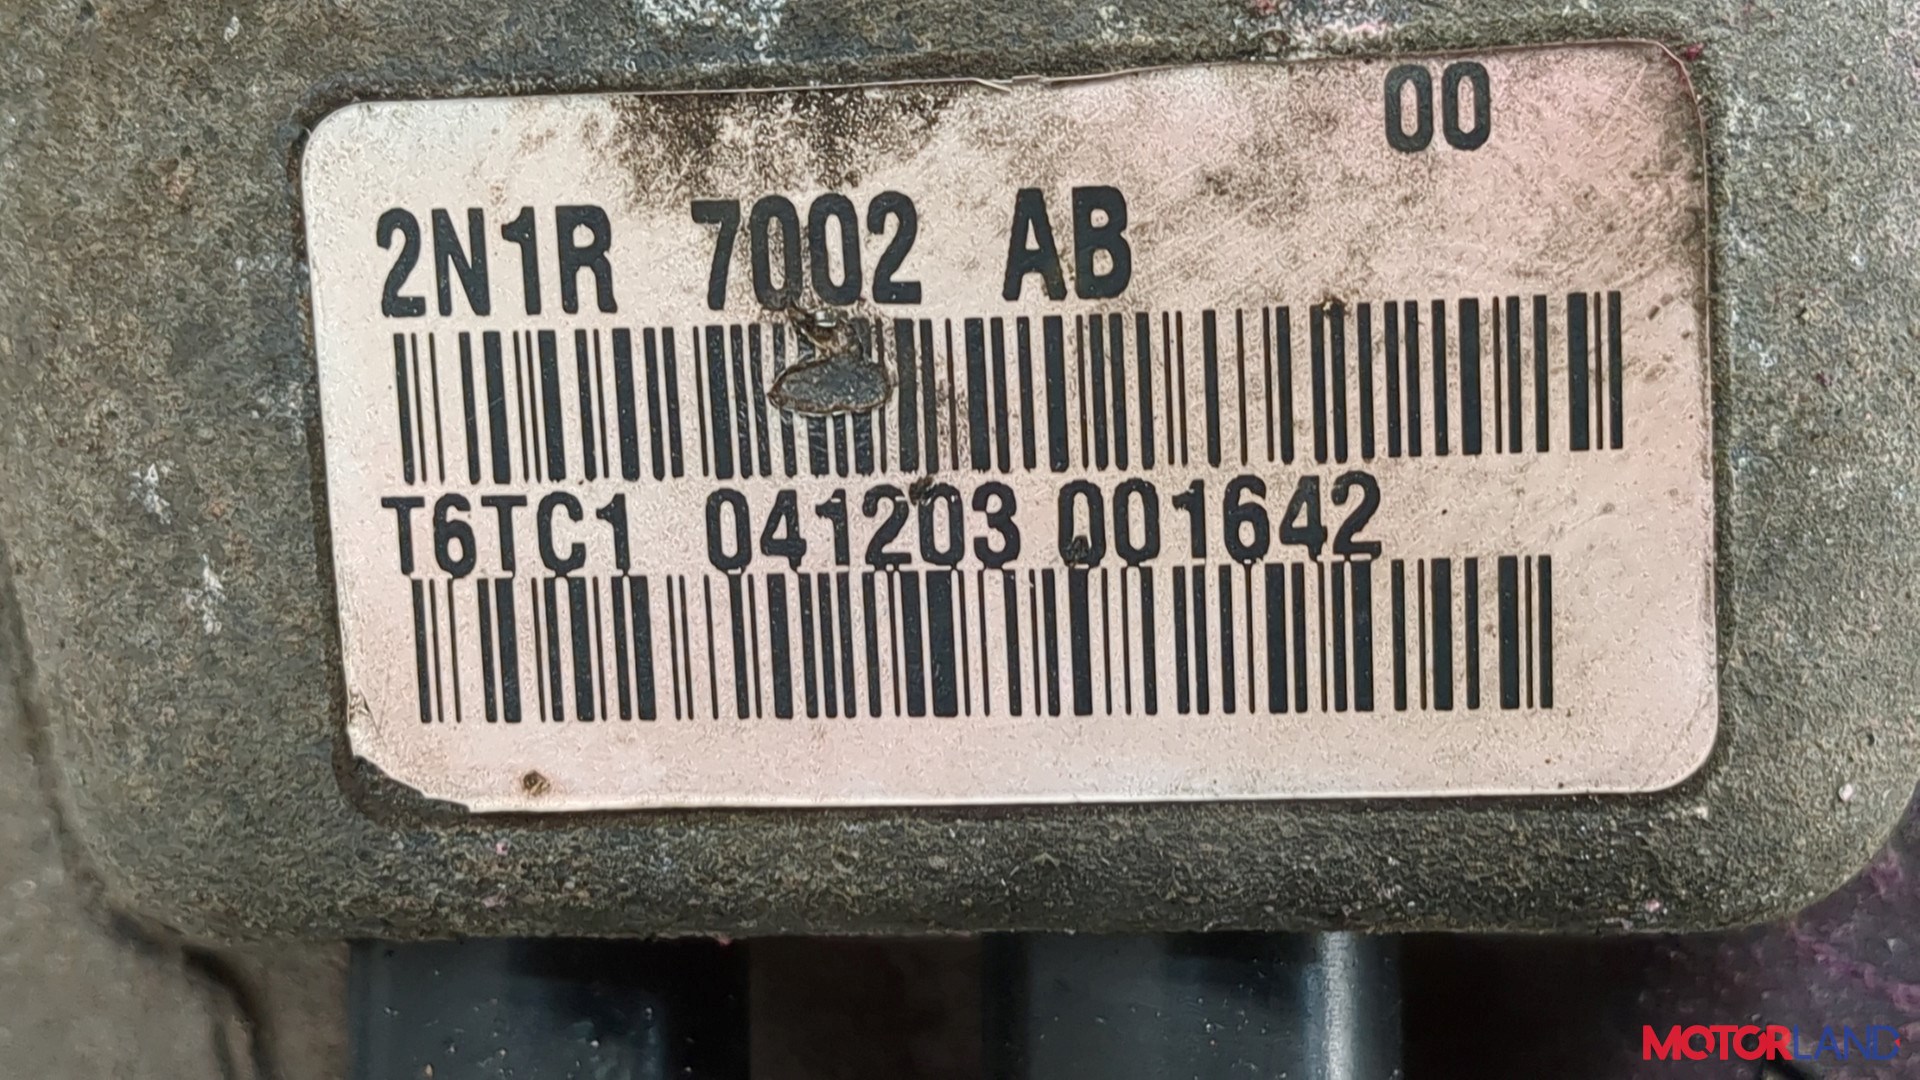 00
2N1R 7002 AB
T6TC1 041203 001642
MOTORLAND